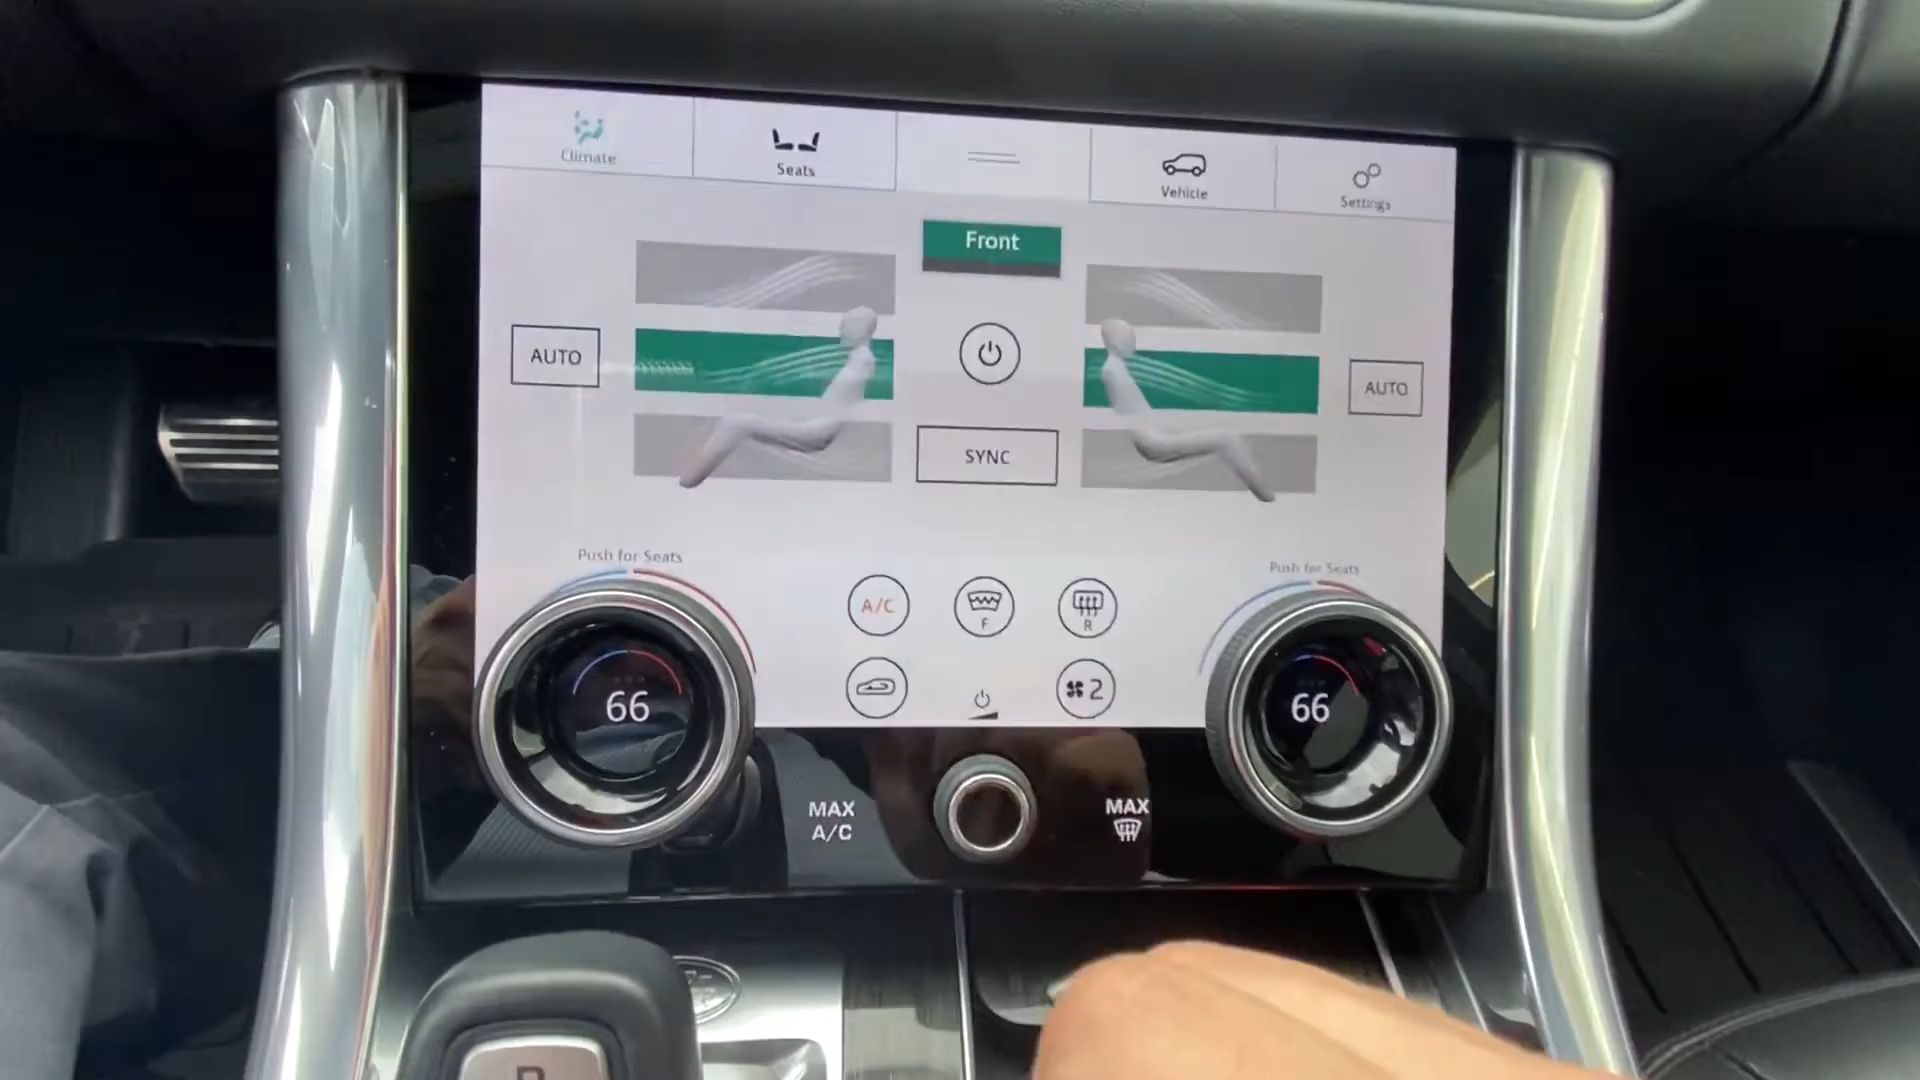 Climate
Seats
Vehicle
Settings
Front
AUTO
AUTO
SYNC
Push for Seats
Push for Seats
A/C
F
R
66
2
66
MAX
A/C
MAX